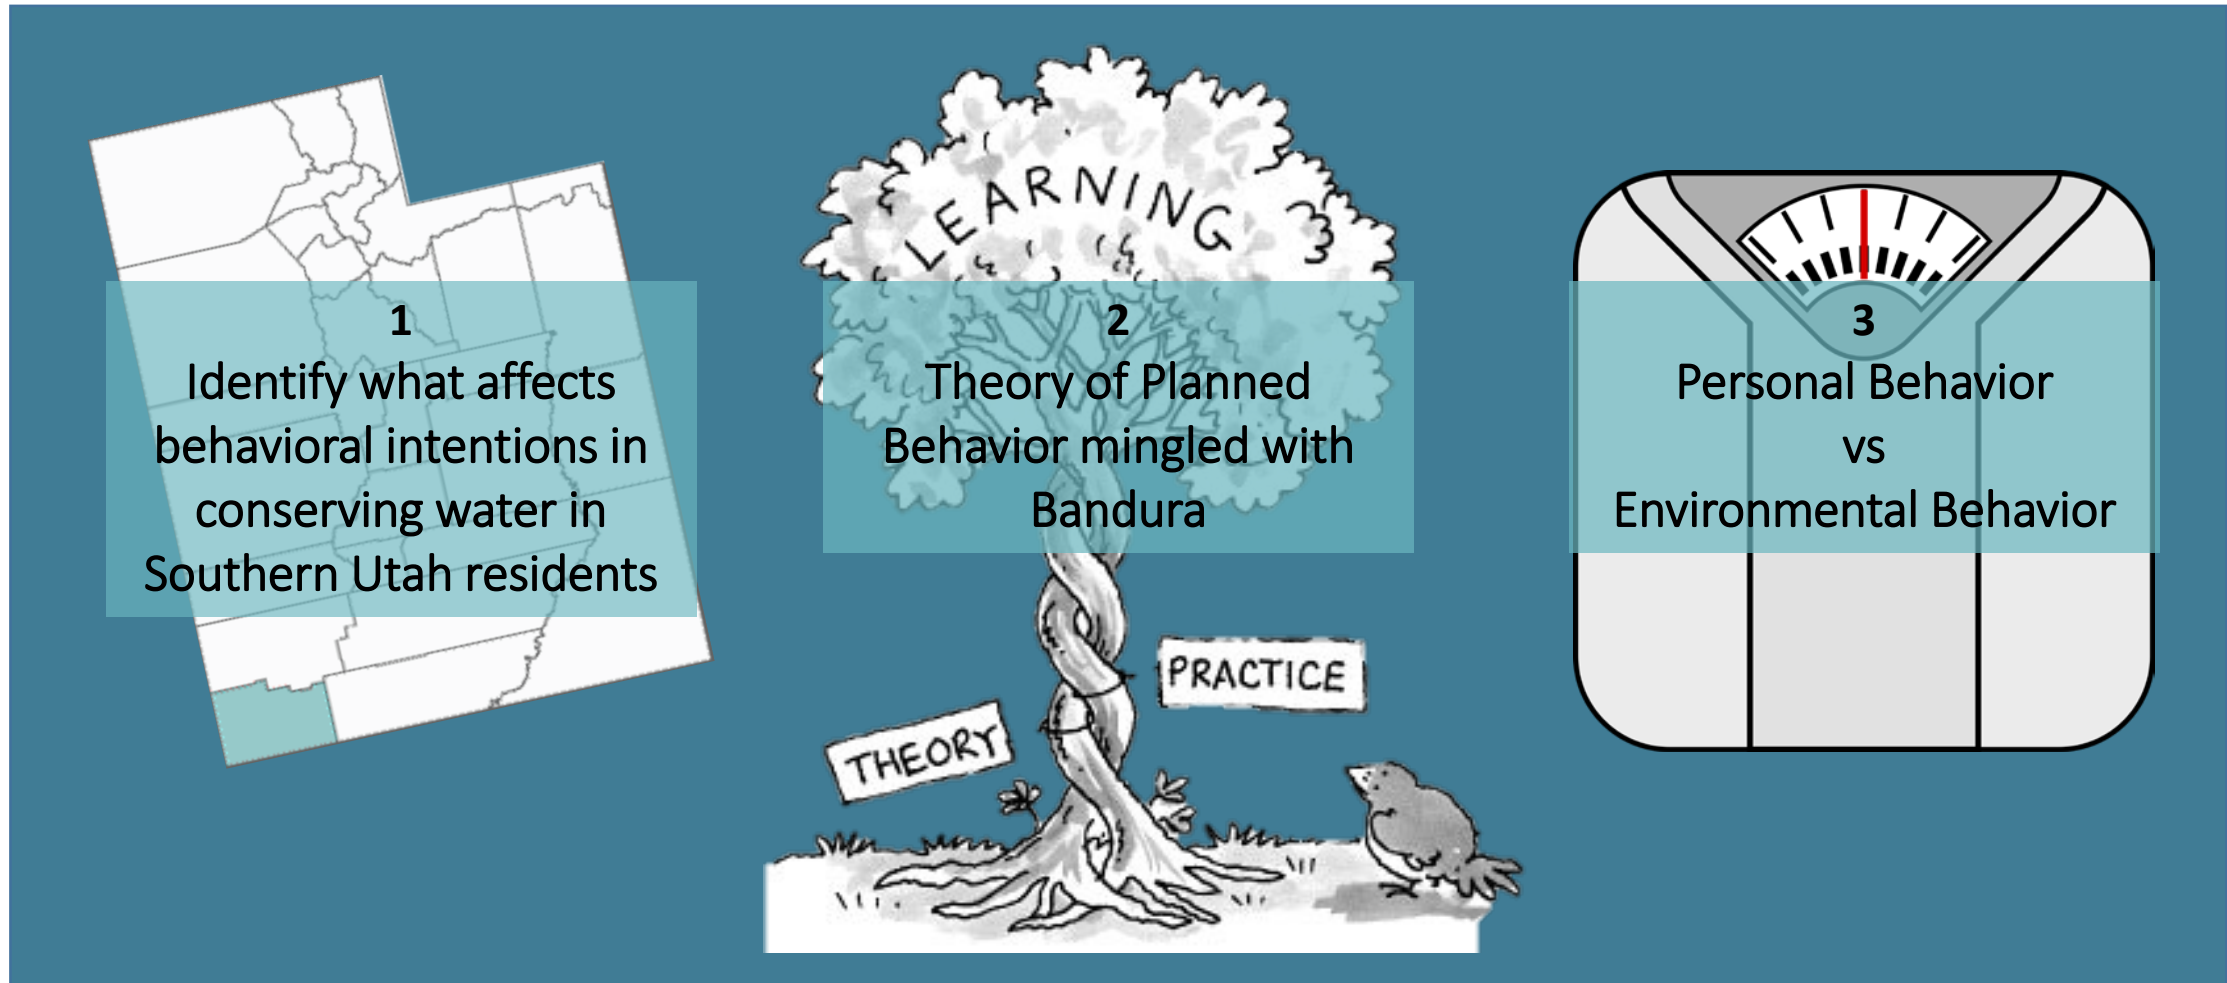 1
Identify what affects
behavioral intentions in
conserving water in
Southern Utah residents
LEARNING
2
Theory of Planned
Behavior mingled with
Bandura
PRACTICE
THEORY
3
Personal Behavior
vs
Environmental Behavior